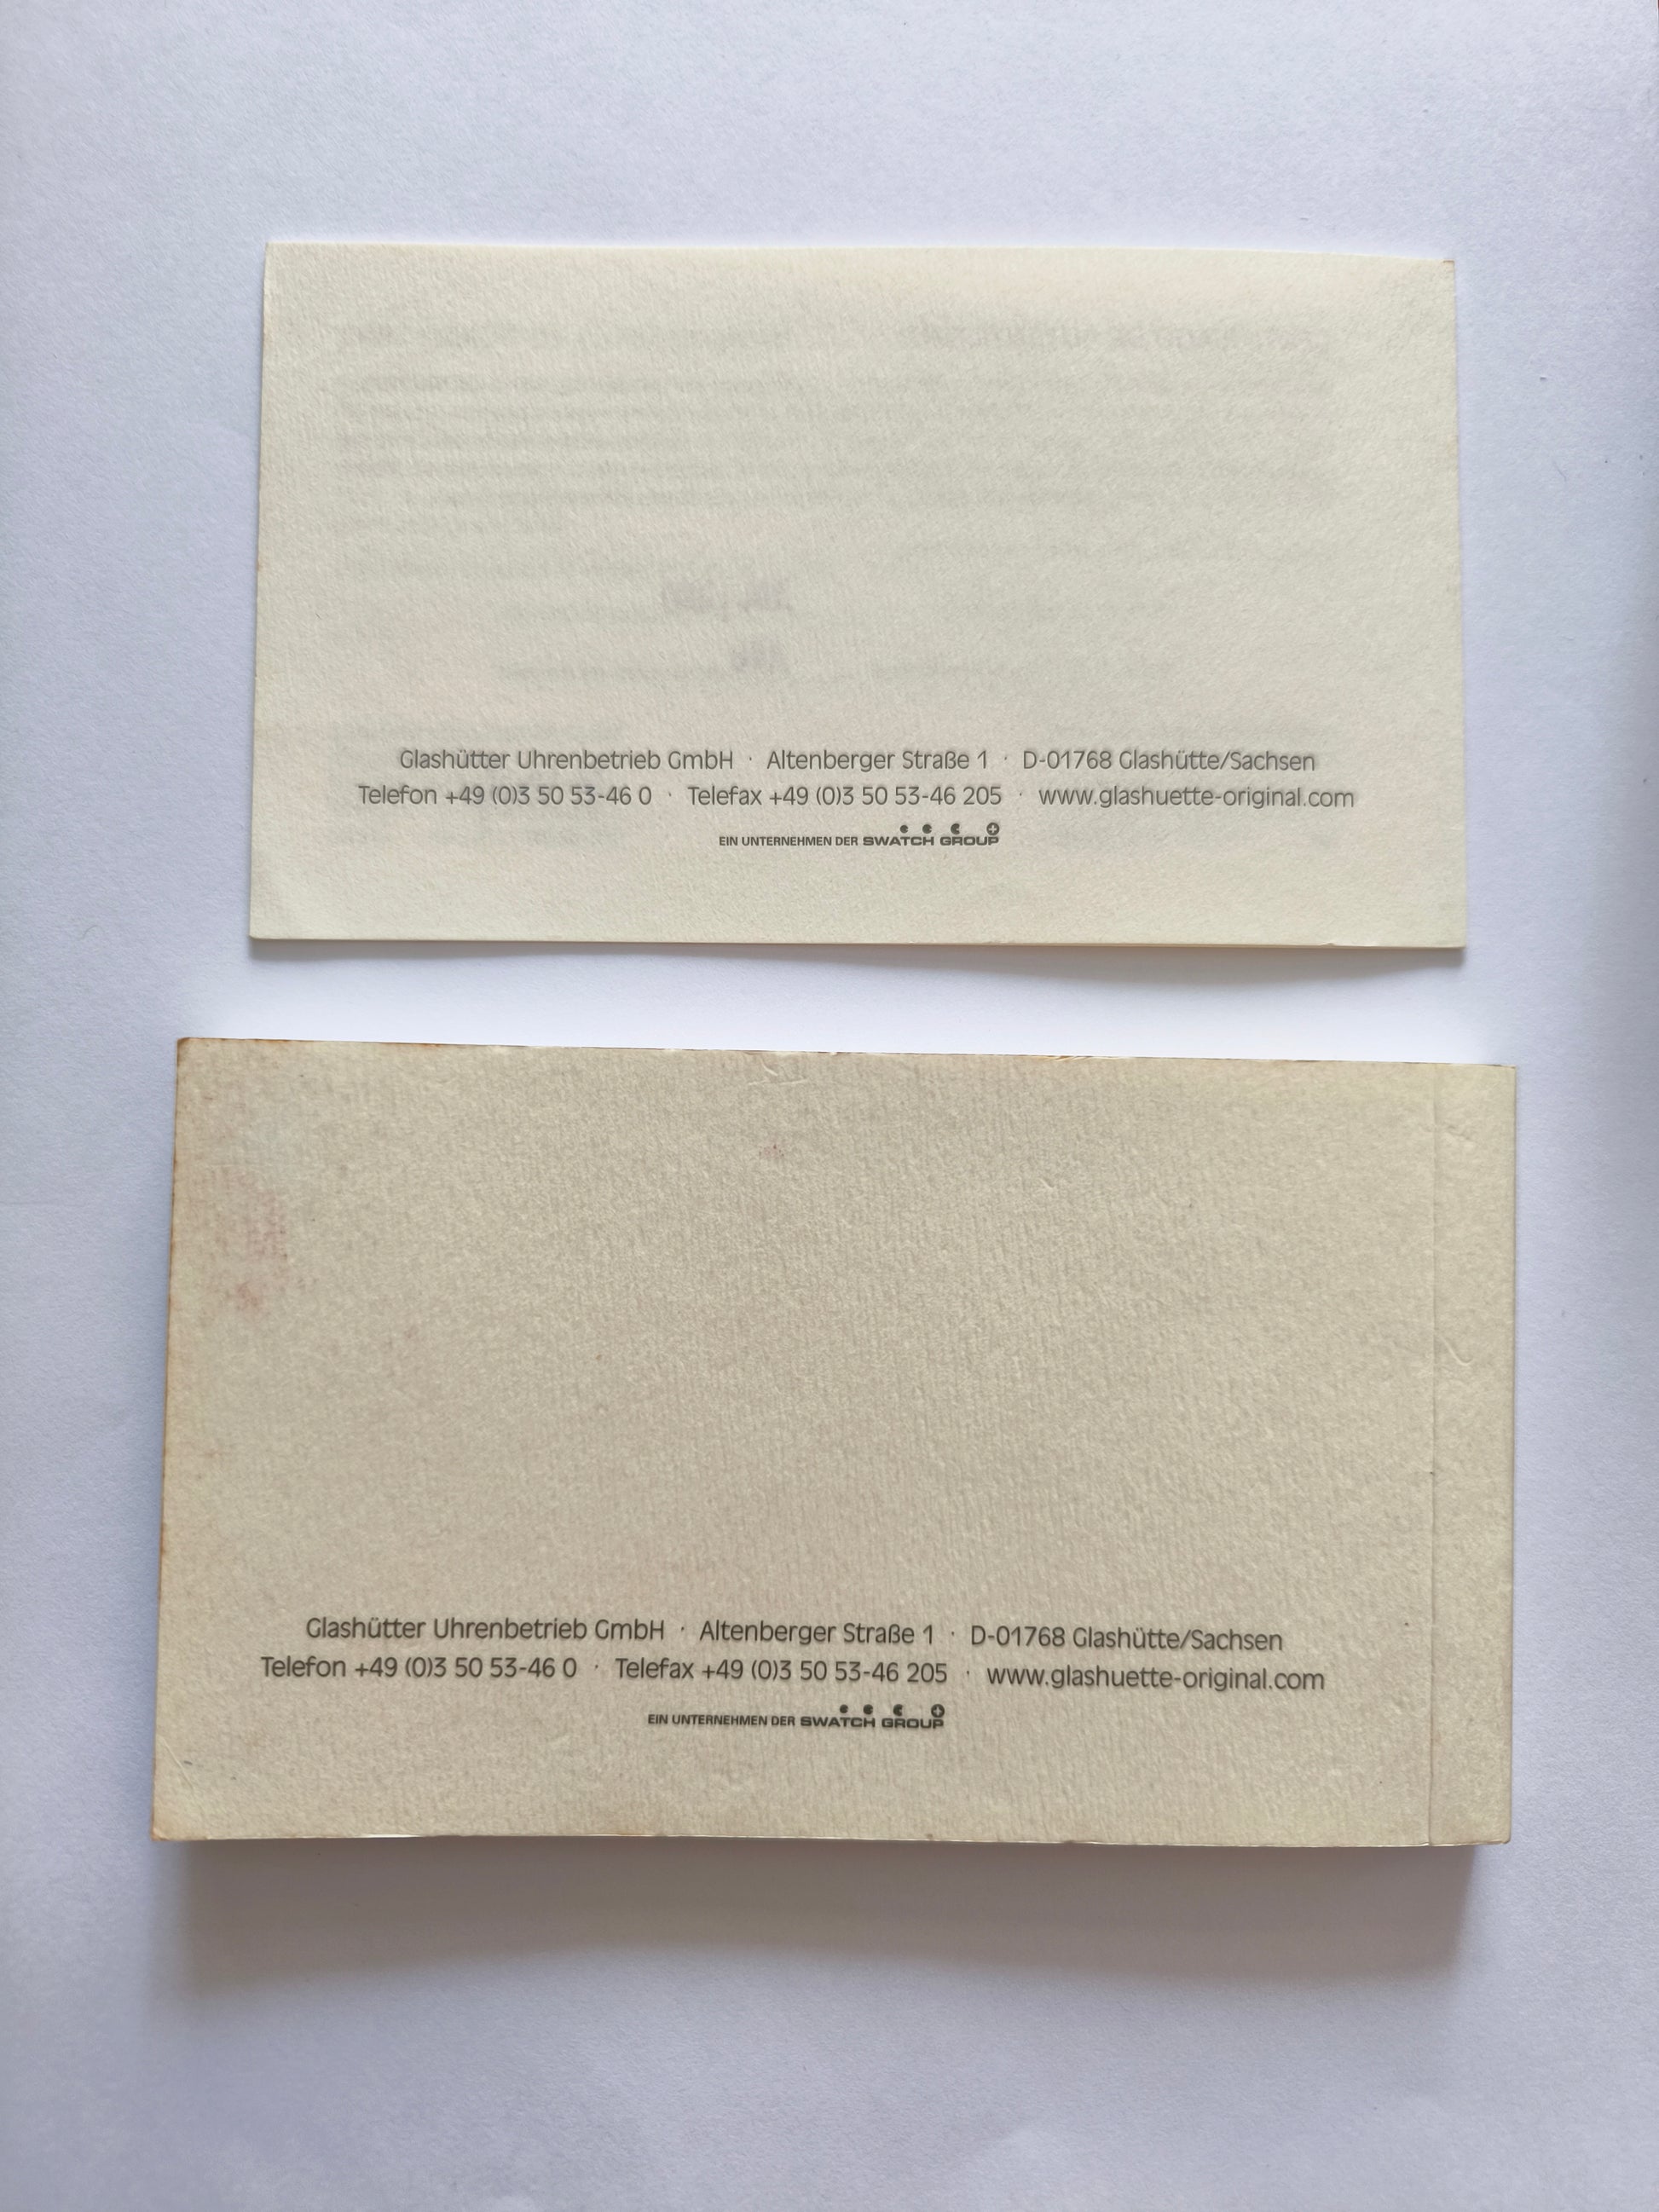 Glashütter Uhrenbetrieb GmbH · Altenberger Straße 1 · D-01768 Glashütte/Sachsen
Telefon +49 (0)3 50 53-46 0 · Telefax +49 (0)3 50 53-46 205 · www.glashuette-original.com
EIN UNTERNEHMEN DER SWATCH GROUP
Glashütter Uhrenbetrieb GmbH · Altenberger Straße 1 · D-01768 Glashütte/Sachsen
Telefon +49 (0)3 50 53-46 0 · Telefax +49 (0)3 50 53-46 205 · www.glashuette-original.com
EIN UNTERNEHMEN DER SWATCH GROUP